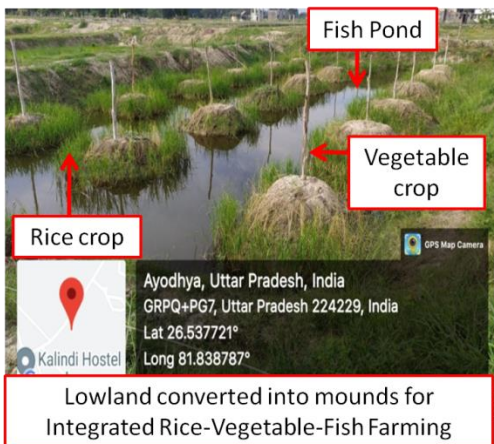 Fish Pond
Vegetable
crop
Rice crop
GPS Map Camera
Kalindi Hostel
Ayodhya, Uttar Pradesh, India
GRPQ+PG7, Uttar Pradesh 224229, India
Lat 26.537721°
Long 81.838787°
Lowland converted into mounds for
Integrated Rice-Vegetable-Fish Farming